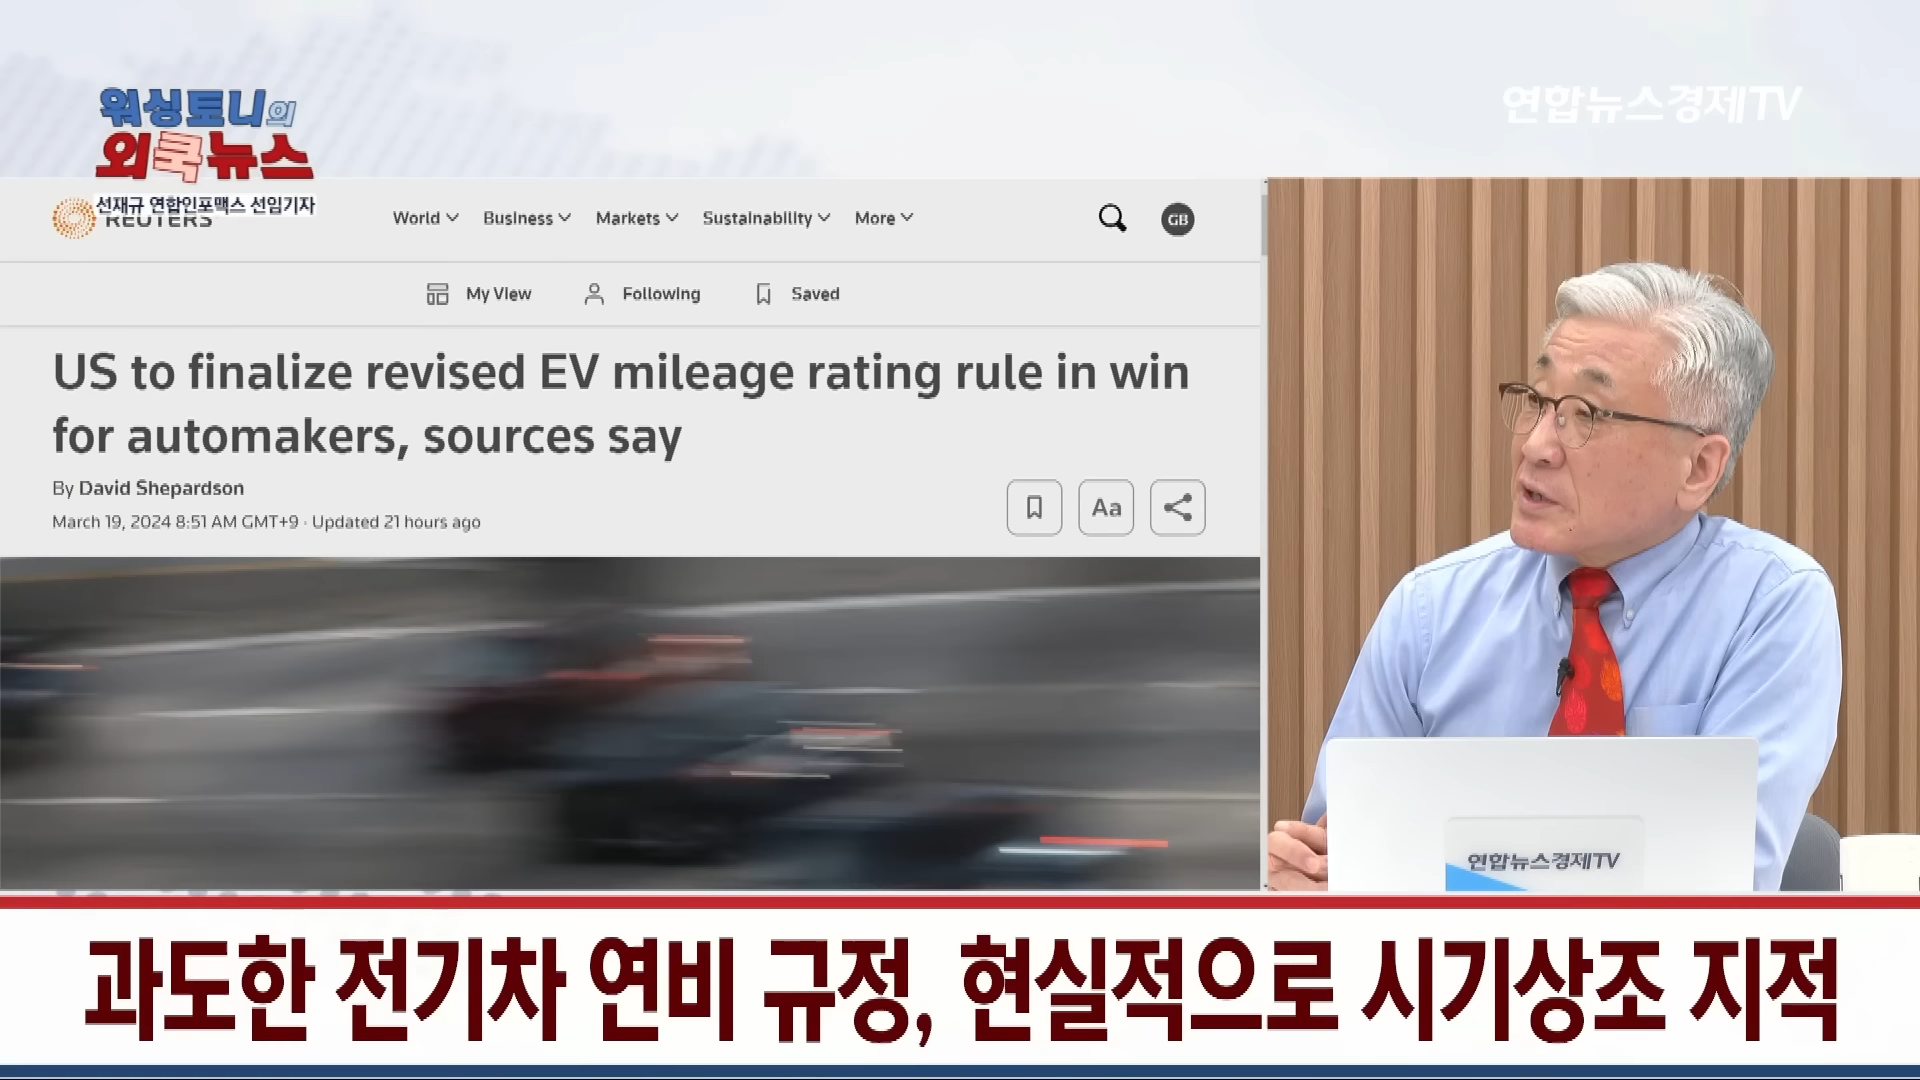 워싱토니의
외쿡뉴스
선재규 연합인포맥스 선임기자
연합뉴스경제TV
REUTERS
World Business Markets Sustainability More
GB
My View Following Saved
US to finalize revised EV mileage rating rule in win
for automakers, sources say
By David Shepardson
March 19, 2024 8:51 AM GMT+9 · Updated 21 hours ago
Aa
연합뉴스경제TV
과도한 전기차 연비 규정, 현실적으로 시기상조 지적